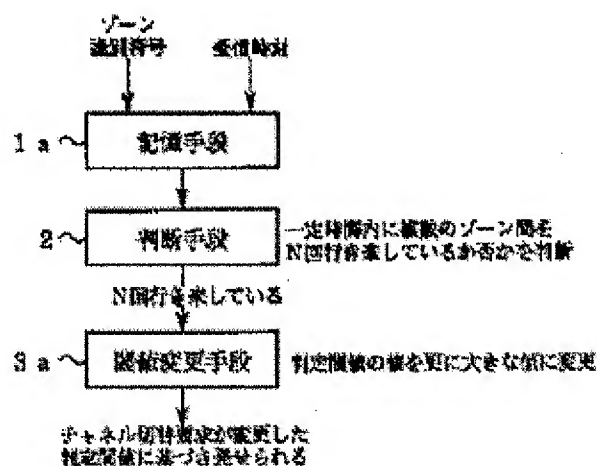 ゾーン
識別符号 受信時刻
1 a
記憶手段
2
判断手段
一定時間内に複数のゾーン間を
N回行き来しているか否かを判断
N回行き来している
3 a
閾値変更手段
判定閾値の値を更に大きな値に変更
チャネル切替要求が変更した
判定閾値に基づき発せられる